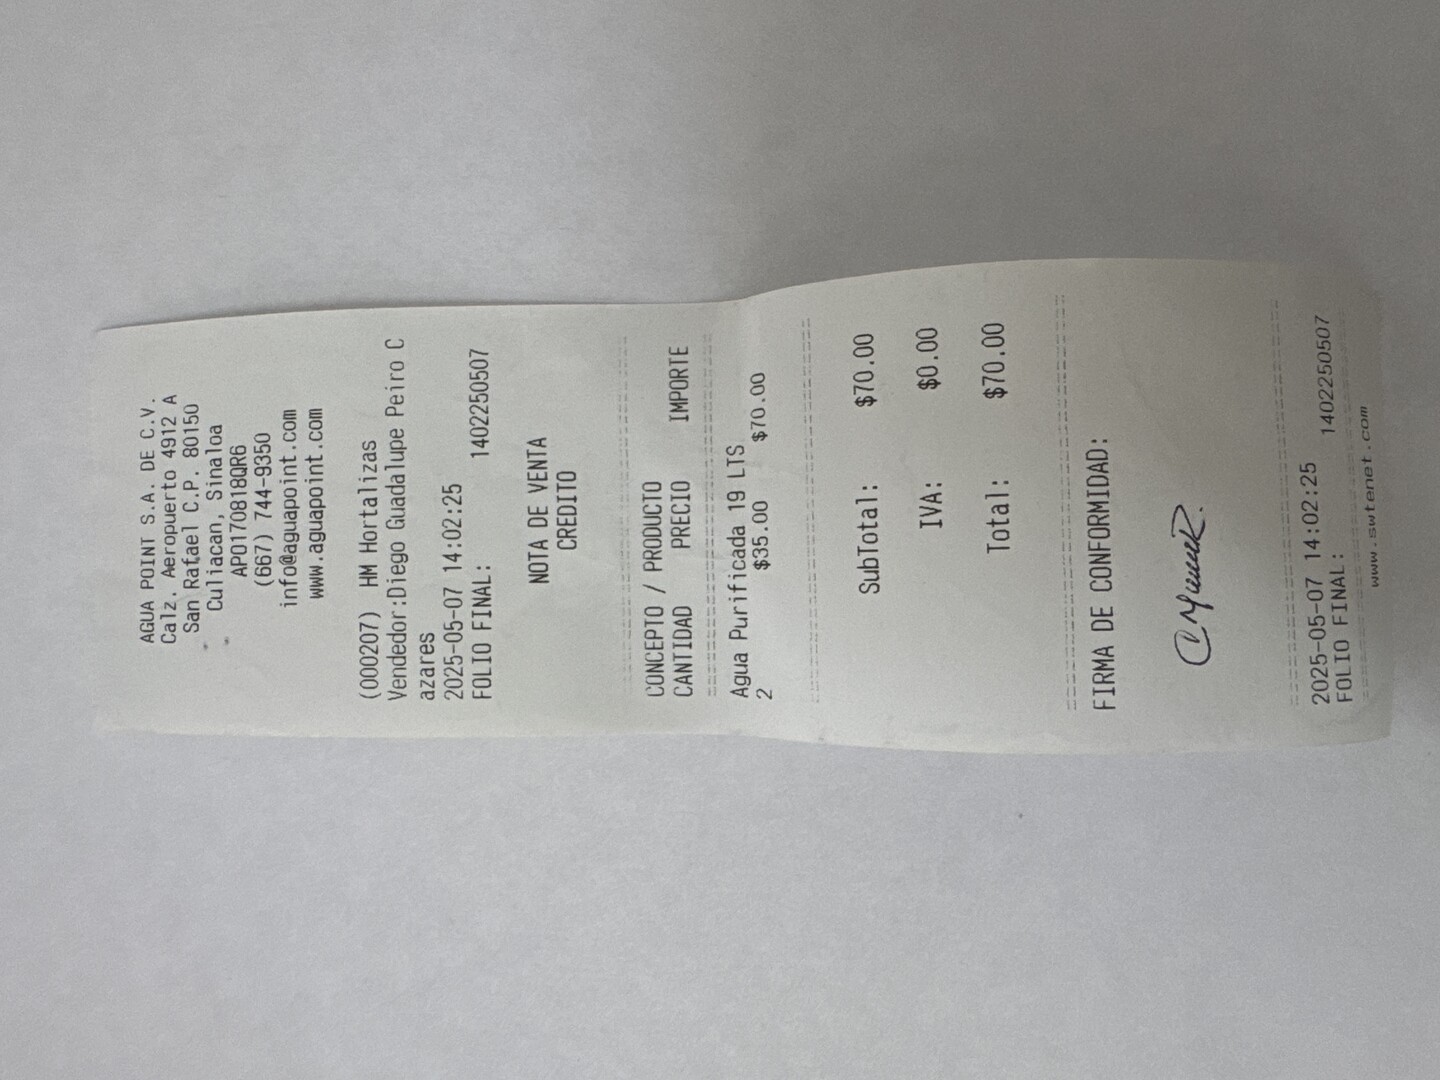 AGUA POINT S.A. DE C.V.
Calz. Aeropuerto 4912 A
San Rafael C.P. 80150
Culiacan, Sinaloa
APO170818QR6
(667) 744-9350
info@aguapoint.com
www.aguapoint.com
(000207) HM Hortalizas
Vendedor:Diego Guadalupe Peiro C
azares
2025-05-07 14:02:25
FOLIO FINAL: 1402250507
NOTA DE VENTA
CREDITO
CONCEPTO / PRODUCTO
CANTIDAD PRECIO IMPORTE
Agua Purificada 19 LTS
2 $35.00 $70.00
SubTotal: $70.00
IVA: $0.00
Total: $70.00
FIRMA DE CONFORMIDAD:
2025-05-07 14:02:25
FOLIO FINAL: 1402250507
www.swtenet.com